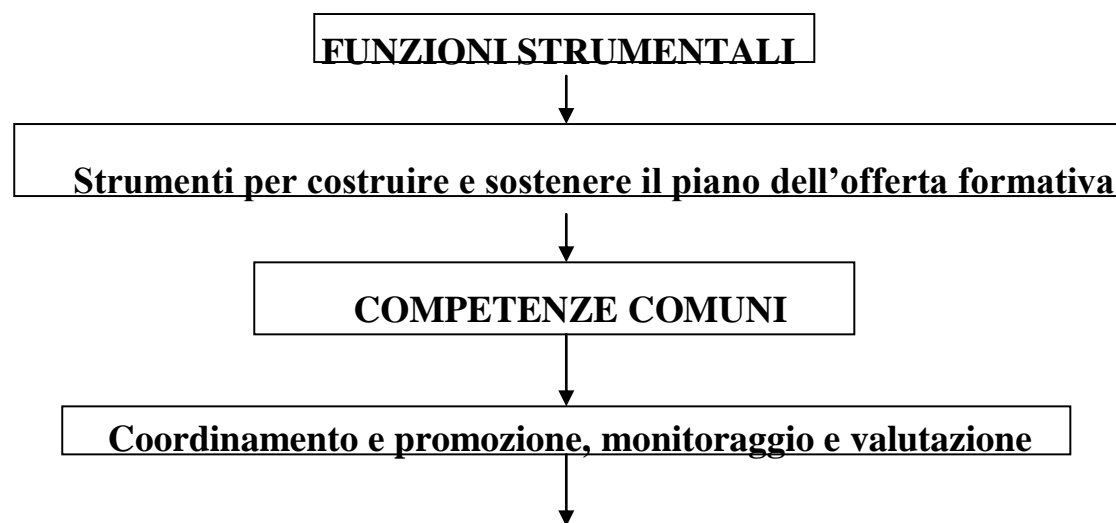 FUNZIONI STRUMENTALI
Strumenti per costruire e sostenere il piano dell’offerta formativa
COMPETENZE COMUNI
Coordinamento e promozione, monitoraggio e valutazione